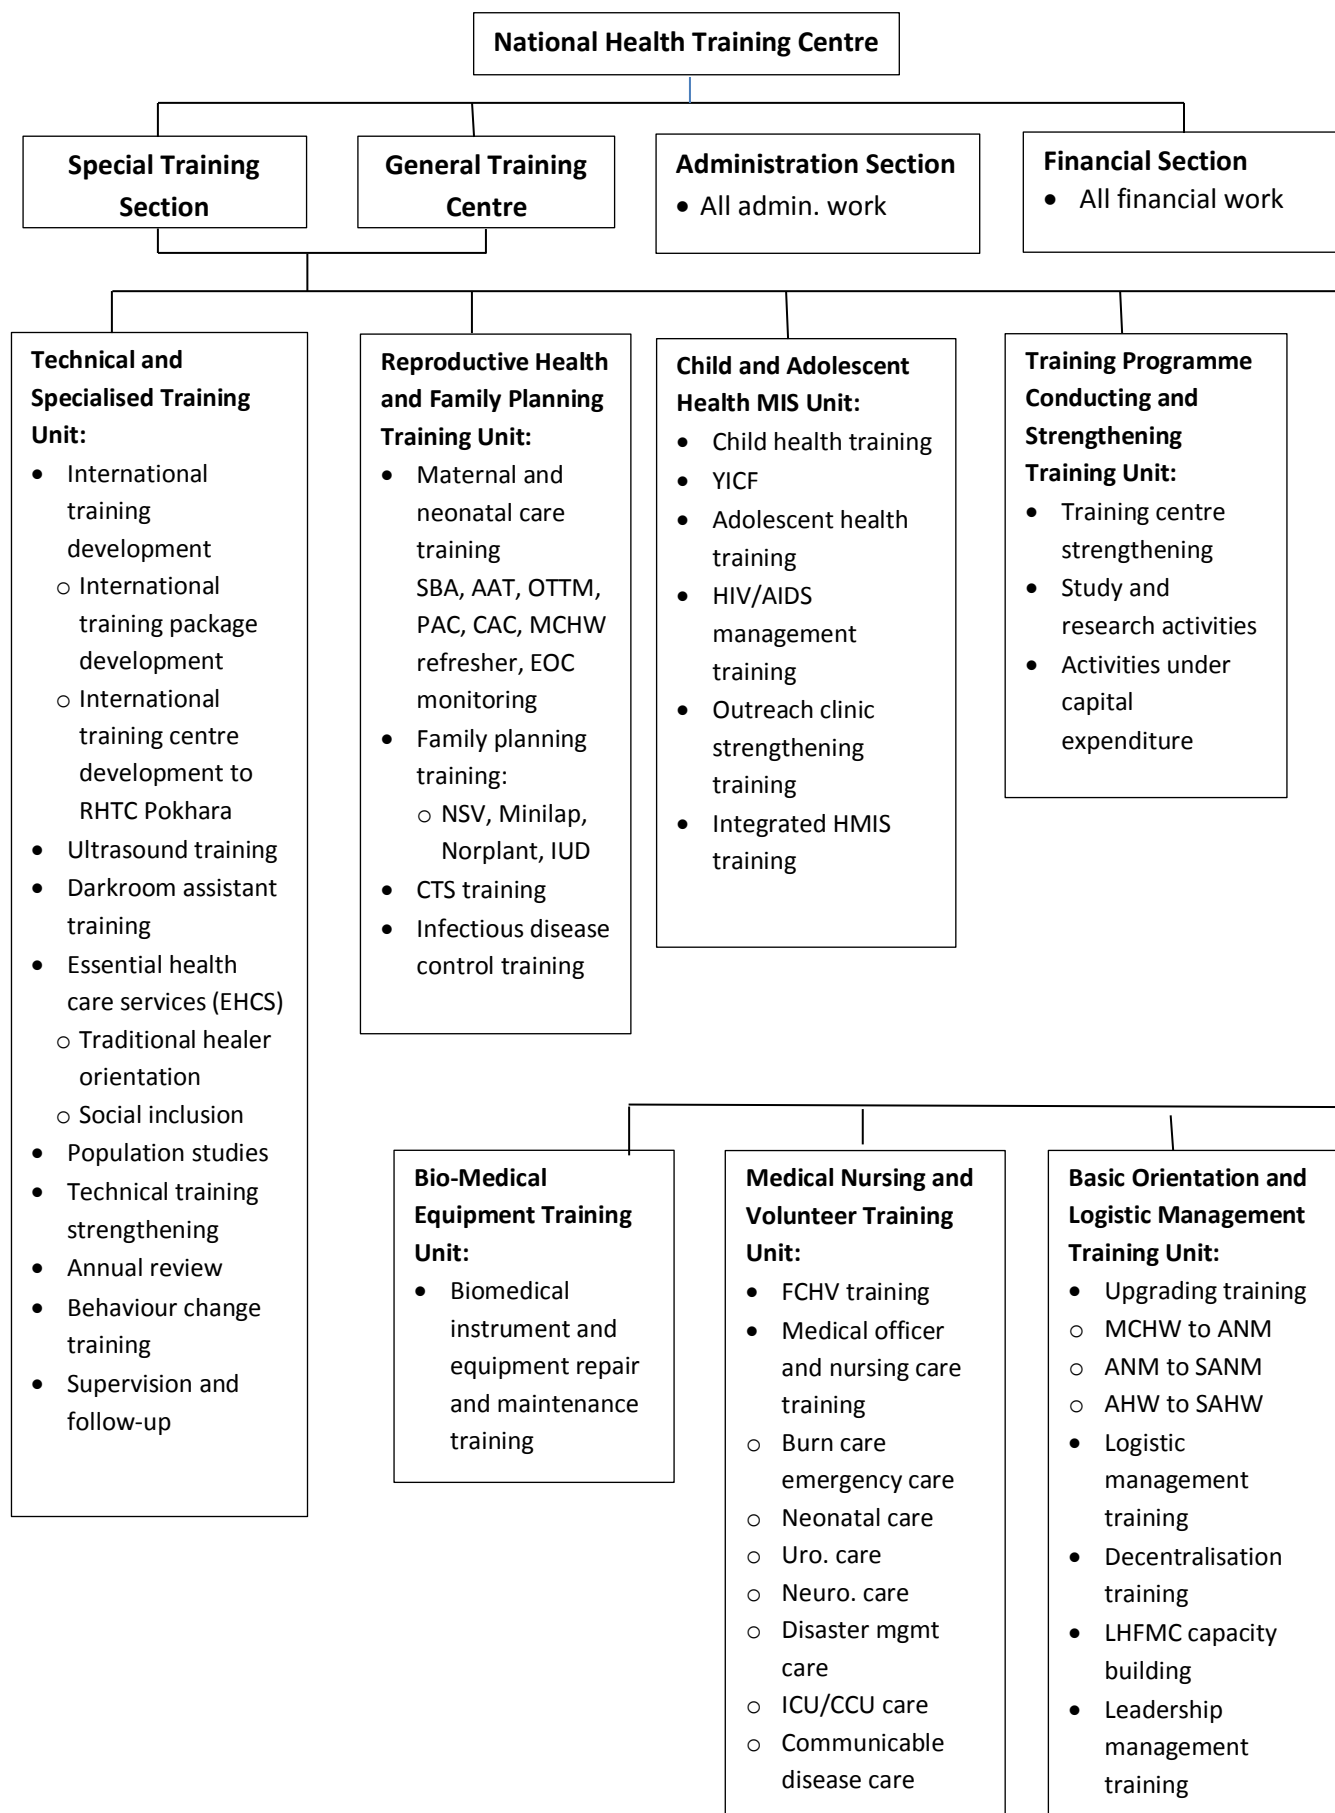 National Health Training Centre
Special Training
Section
General Training
Centre
Administration Section
• All admin. work
Financial Section
• All financial work
Technical and
Specialised Training
Unit:
• International
training
development
o International
training package
development
o International
training centre
development to
RHTC Pokhara
• Ultrasound training
• Darkroom assistant
training
• Essential health
care services (EHCS)
o Traditional healer
orientation
o Social inclusion
• Population studies
• Technical training
strengthening
• Annual review
• Behaviour change
training
• Supervision and
follow-up
Reproductive Health
and Family Planning
Training Unit:
• Maternal and
neonatal care
training
SBA, AAT, OTTM,
PAC, CAC, MCHW
refresher, EOC
monitoring
• Family planning
training:
o NSV, Minilap,
Norplant, IUD
• CTS training
• Infectious disease
control training
Child and Adolescent
Health MIS Unit:
• Child health training
• YICF
• Adolescent health
training
• HIV/AIDS
management
training
• Outreach clinic
strengthening
training
• Integrated HMIS
training
Training Programme
Conducting and
Strengthening
Training Unit:
• Training centre
strengthening
• Study and
research activities
• Activities under
capital
expenditure
Bio-Medical
Equipment Training
Unit:
• Biomedical
instrument and
equipment repair
and maintenance
training
Medical Nursing and
Volunteer Training
Unit:
• FCHV training
• Medical officer
and nursing care
training
o Burn care
emergency care
o Neonatal care
o Uro. care
o Neuro. care
o Disaster mgmt
care
o ICU/CCU care
o Communicable
disease care
Basic Orientation and
Logistic Management
Training Unit:
• Upgrading training
o MCHW to ANM
o ANM to SANM
o AHW to SAHW
• Logistic
management
training
• Decentralisation
training
• LHFMC capacity
building
• Leadership
management
training